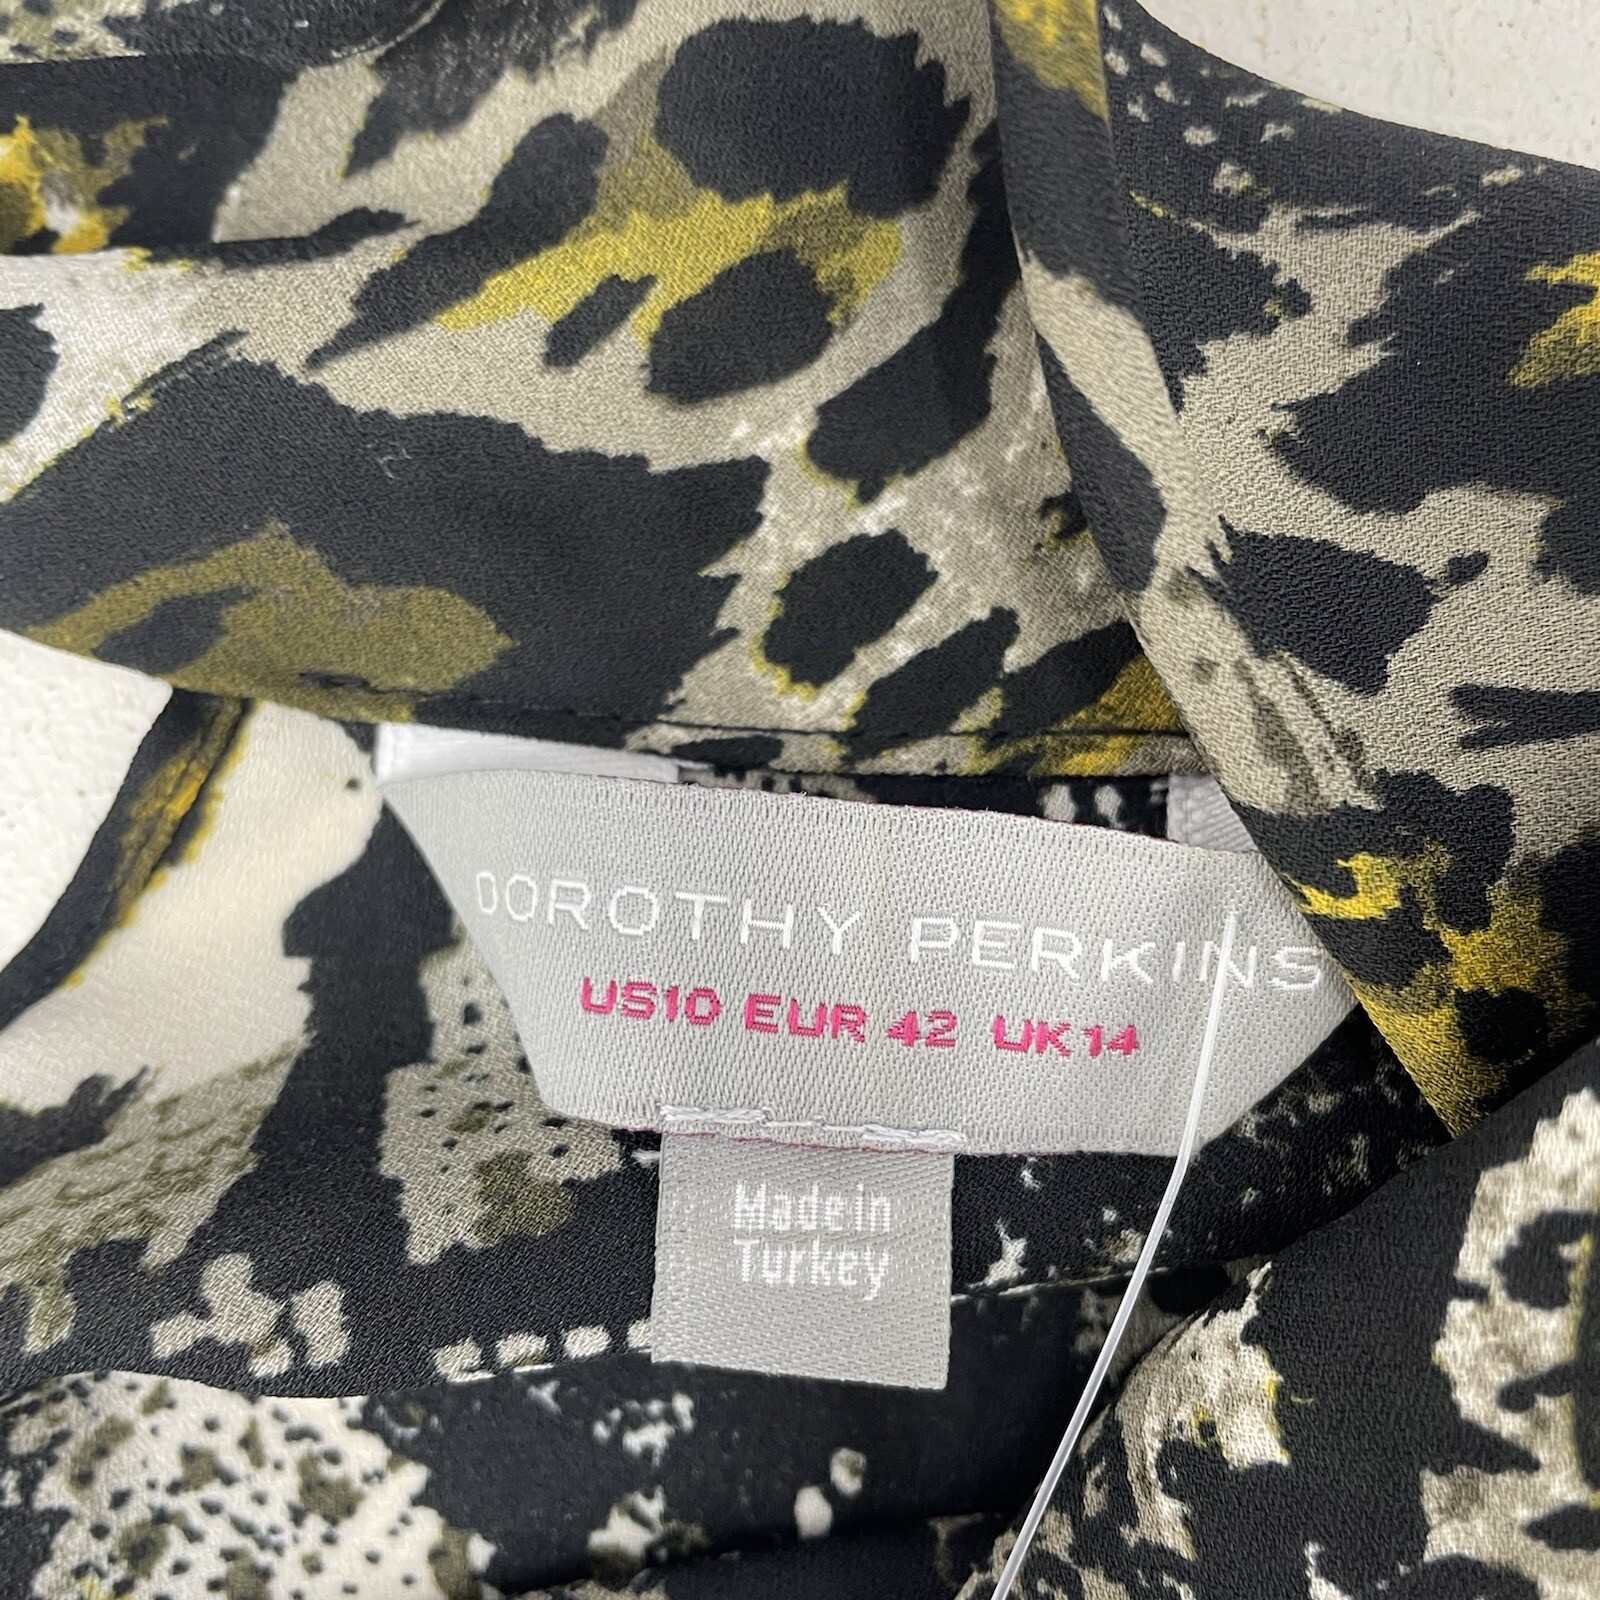 DOROTHY PERKINS
US10 EUR 42 UK14
Made in
Turkey